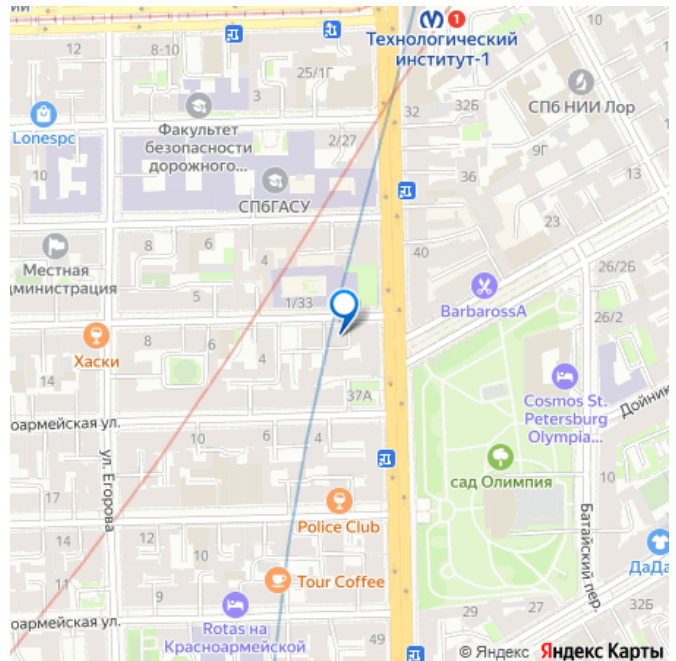 ий
12
8:10
1
Технологический
институт-1
25/1Г
3
32
32Б
СПб НИИ Лор
Lonespc
Факультет
безопасности
дорожного...
2/27
9Г
10
36
13
СПбГАСУ
8
6
4
40
26/2Б
Местная
дминистрация
5
1/33
BarbarossA
26/2
Хаски
8
6
4
14
37А
Cosmos St.
Petersburg
Olympia...
Дойник
оармейская ул.
10
6
4
ул. Егорова
сад Олимпия
10
Батайский пер.
12
Police Club
14
10
ДаДа
11
9
Tour Coffee
29
27
32Б
оармейская ул.
Rotas на
Красноармейской
49
© Яндекс Яндекс Карты